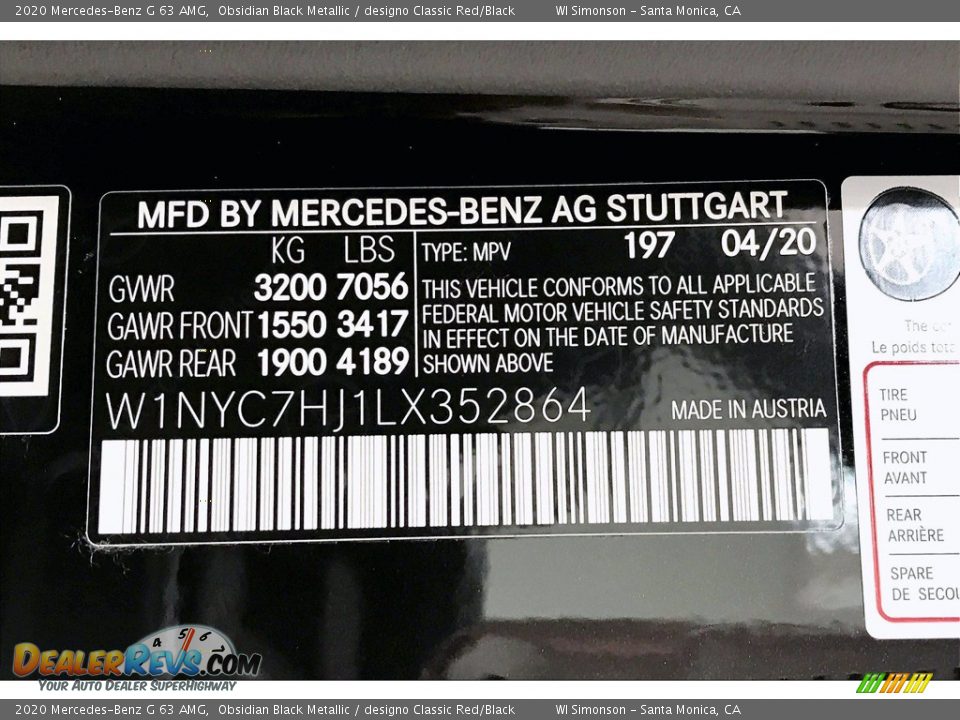 2020 Mercedes-Benz G 63 AMG, Obsidian Black Metallic / designo Classic Red/Black WI Simonson - Santa Monica, CA
MFD BY MERCEDES-BENZ AG STUTTGART
KG LBS
GVWR 3200 7056
GAWR FRONT 1550 3417
GAWR REAR 1900 4189
TYPE: MPV 197 04/20
THIS VEHICLE CONFORMS TO ALL APPLICABLE
FEDERAL MOTOR VEHICLE SAFETY STANDARDS
IN EFFECT ON THE DATE OF MANUFACTURE
SHOWN ABOVE
W1NYC7HJ1LX352864 MADE IN AUSTRIA
The
Le poids
TIRE
PNEU
FRONT
AVANT
REAR
ARRIÈRE
SPARE
DE
4 5 6
DEALERREVS.COM
YOUR AUTO DEALER SUPERHIGHWAY
2020 Mercedes-Benz G 63 AMG, Obsidian Black Metallic / designo Classic Red/Black WI Simonson - Santa Monica, CA